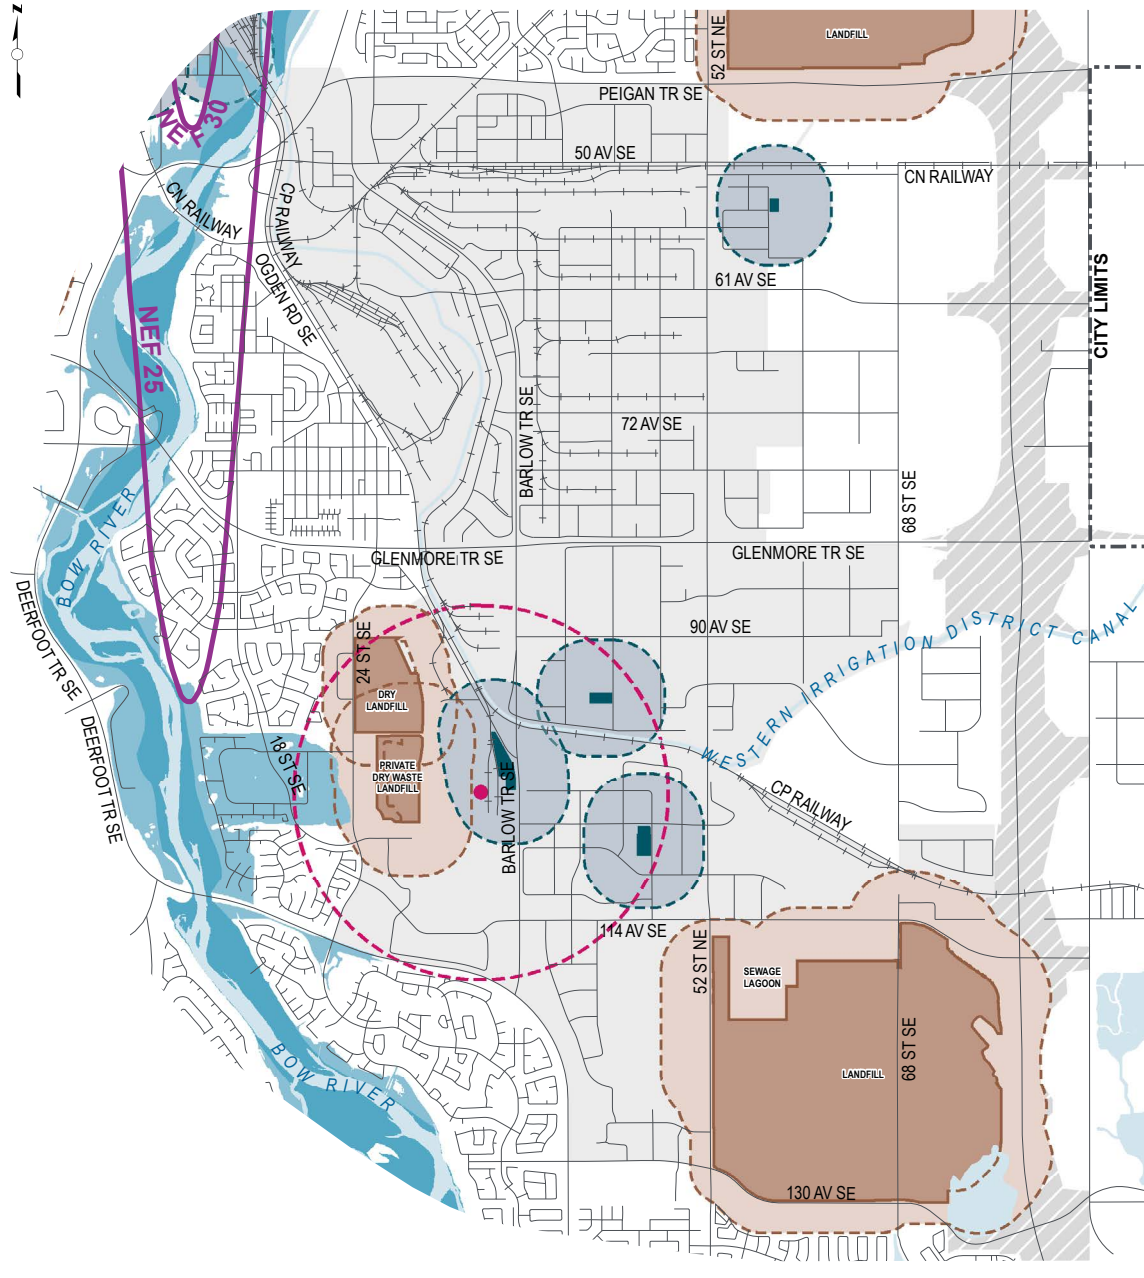 N
LANDFILL
52 ST NE
PEIGAN TR SE
NEF 30
50 AV SE
CN RAILWAY
CN RAILWAY
CP RAILWAY
OGDEN RD SE
61 AV SE
CITY LIMITS
NEF 25
72 AV SE
BARLOW TR SE
68 ST SE
BOW RIVER
GLENMORE TR SE
GLENMORE TR SE
DEERFOOT TR SE
24 ST SE
90 AV SE
WESTERN IRRIGATION DISTRICT CANAL
DRY
LANDFILL
DEERFOOT TR SE
18 ST SE
PRIVATE
DRY WASTE
LANDFILL
BARLOW TR SE
CP RAILWAY
114 AV SE
52 ST NE
SEWAGE
LAGOON
68 ST SE
LANDFILL
BOW RIVER
130 AV SE